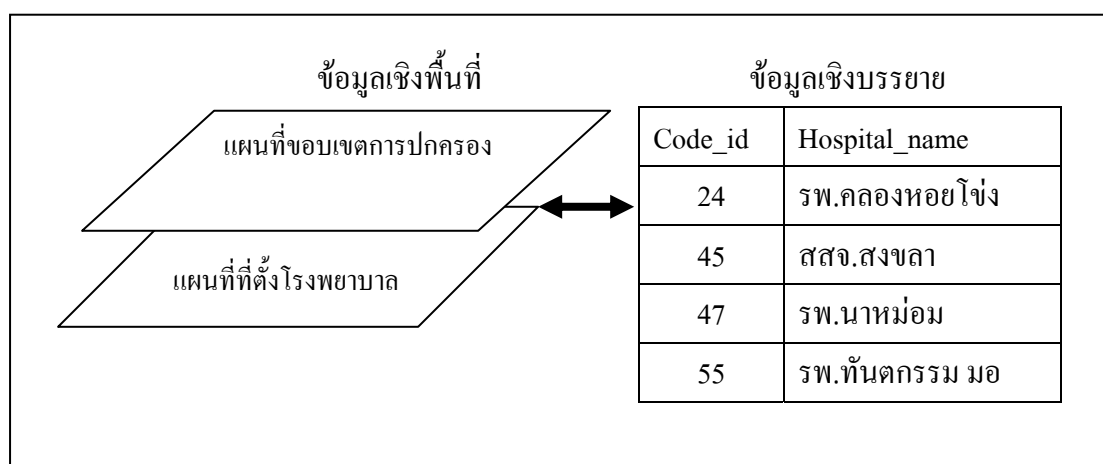 ข้อมูลเชิงพื้นที่
แผนที่ขอบเขตการปกครอง
แผนที่ที่ตั้งโรงพยาบาล
ข้อมูลเชิงบรรยาย
Code_id Hospital_name
24 รพ.คลองหอยโข่ง
45 สสจ.สงขลา
47 รพ.นาหม่อม
55 รพ.ทันตกรรม มอ